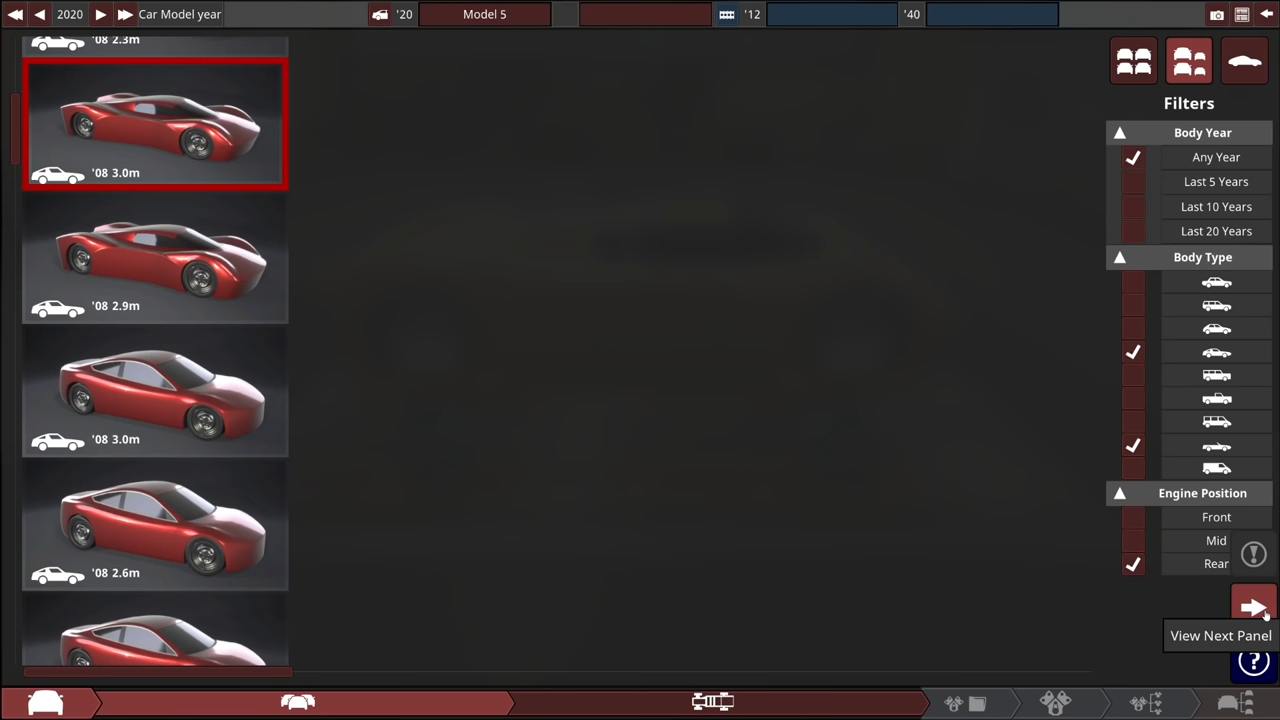 2020
Car Model year
'20
Model 5
'12
'40
'08 2.3m
'08 3.0m
'08 2.9m
'08 3.0m
'08 2.6m
Filters
Body Year
Any Year
Last 5 Years
Last 10 Years
Last 20 Years
Body Type
Engine Position
Front
Mid
Rear
View Next Panel
?